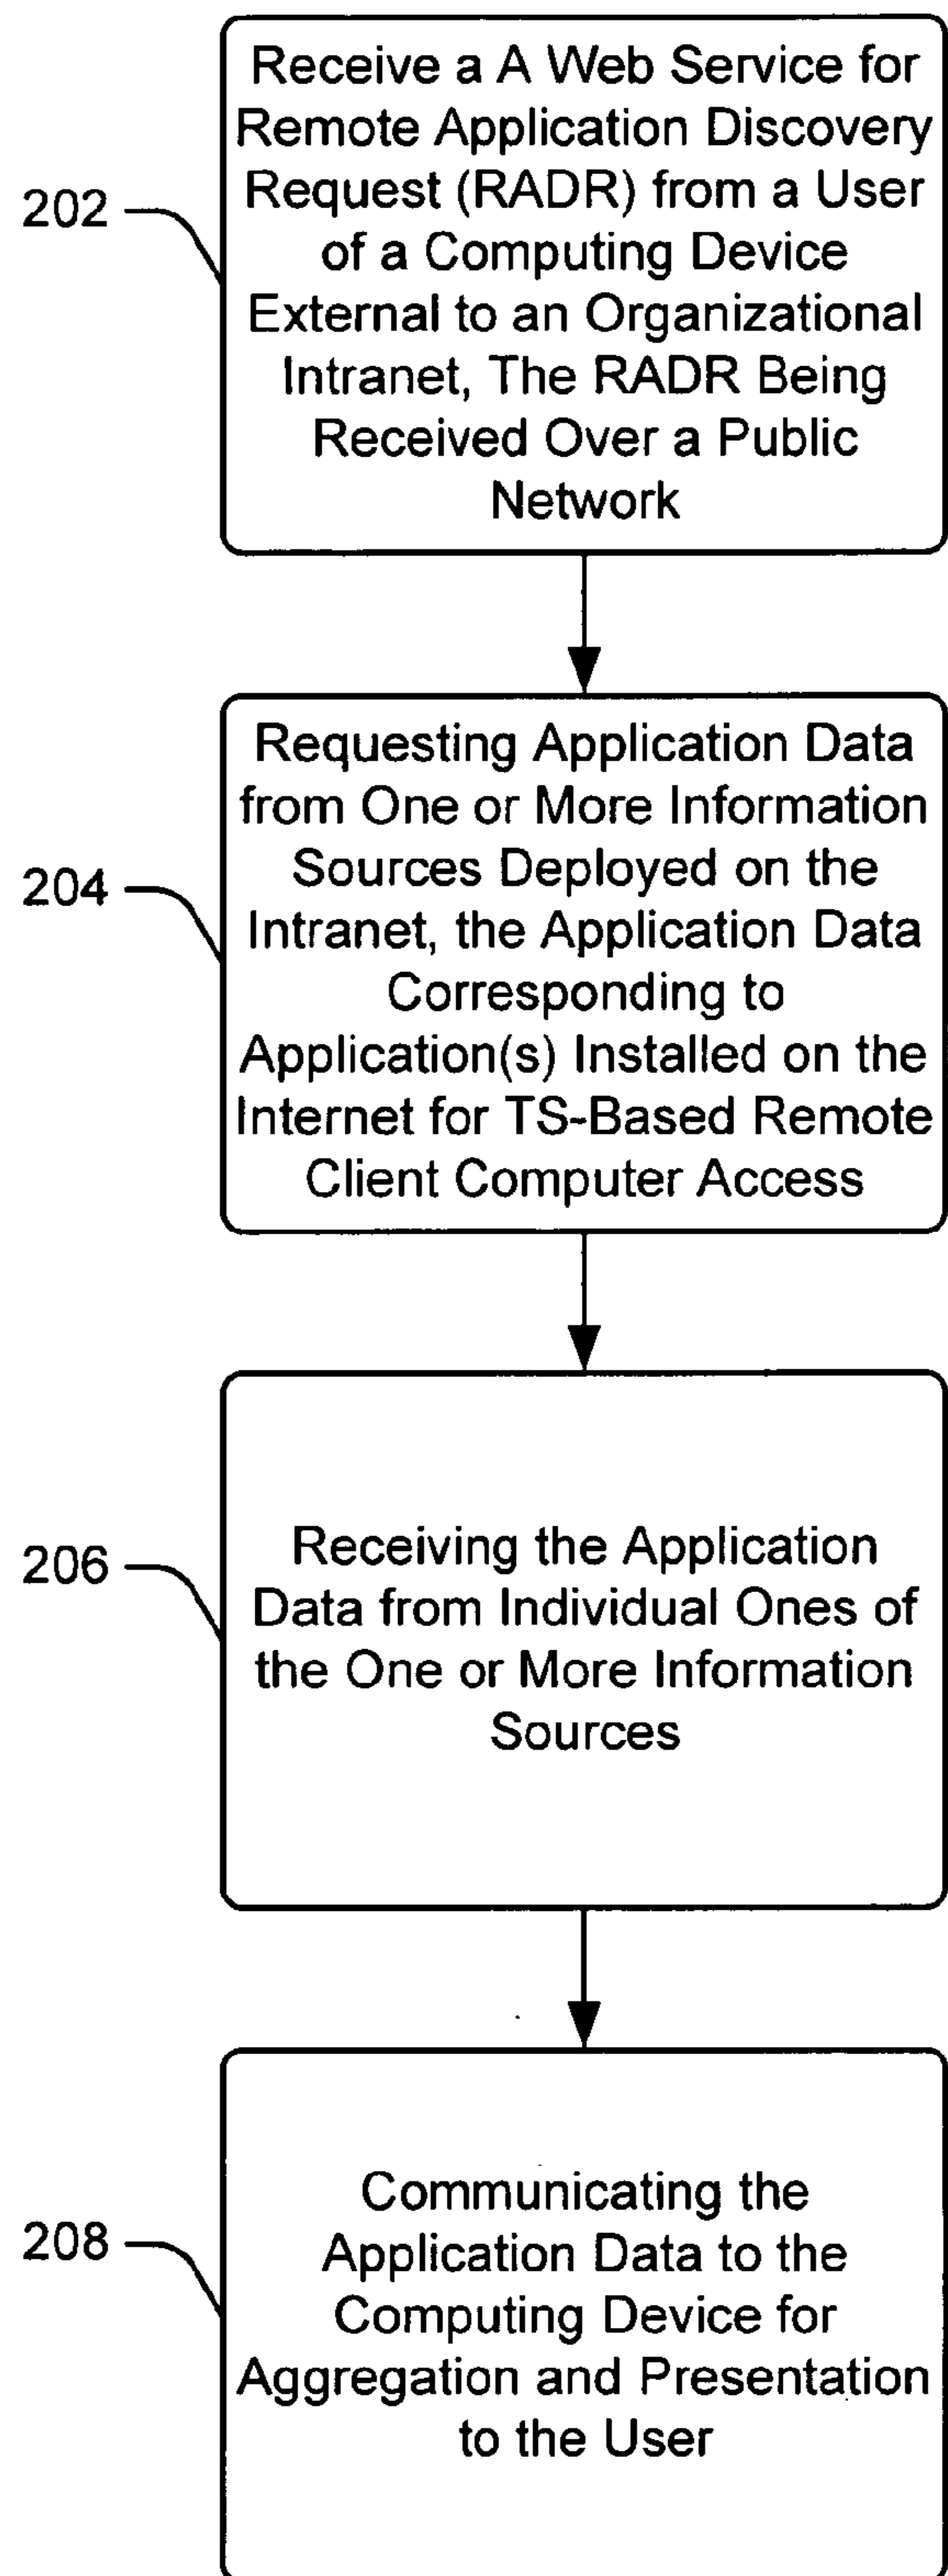 202
Receive a A Web Service for
Remote Application Discovery
Request (RADR) from a User
of a Computing Device
External to an Organizational
Intranet, The RADR Being
Received Over a Public
Network
204
Requesting Application Data
from One or More Information
Sources Deployed on the
Intranet, the Application Data
Corresponding to
Application(s) Installed on the
Internet for TS-Based Remote
Client Computer Access
206
Receiving the Application
Data from Individual Ones of
the One or More Information
Sources
208
Communicating the
Application Data to the
Computing Device for
Aggregation and Presentation
to the User